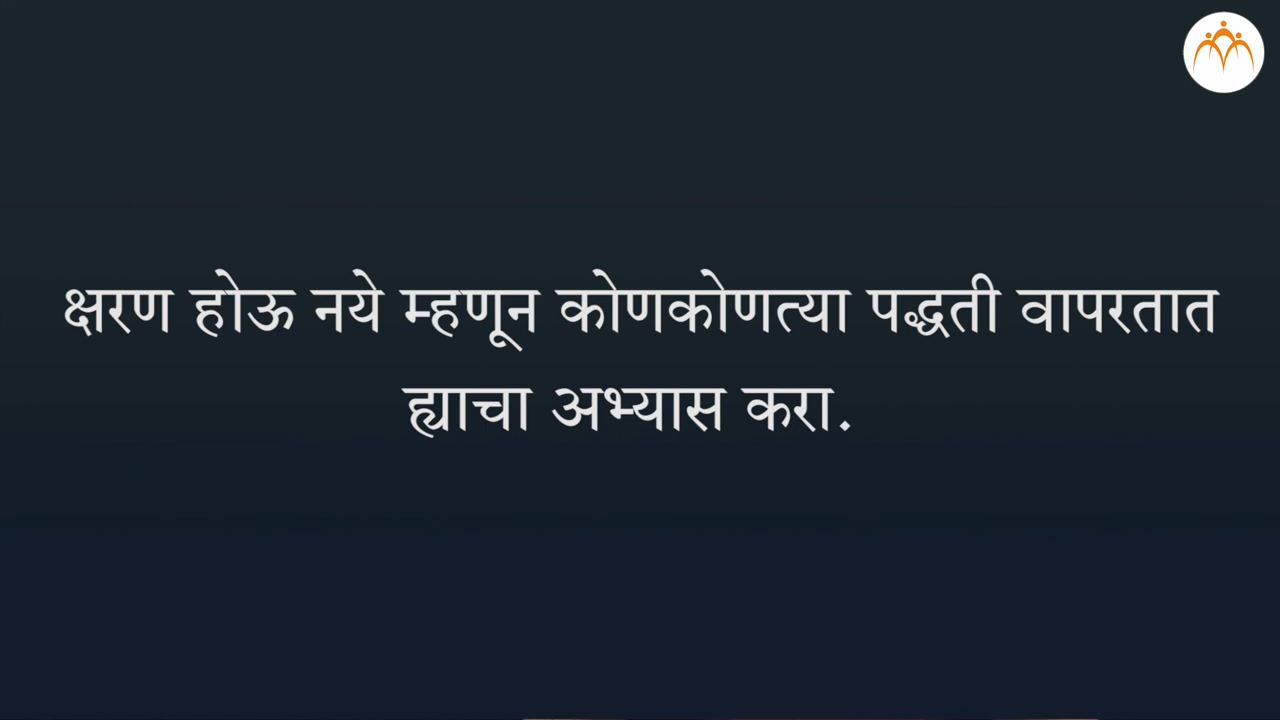 क्षरण होऊ नये म्हणून कोणकोणत्या पद्धती वापरतात
ह्याचा अभ्यास करा.